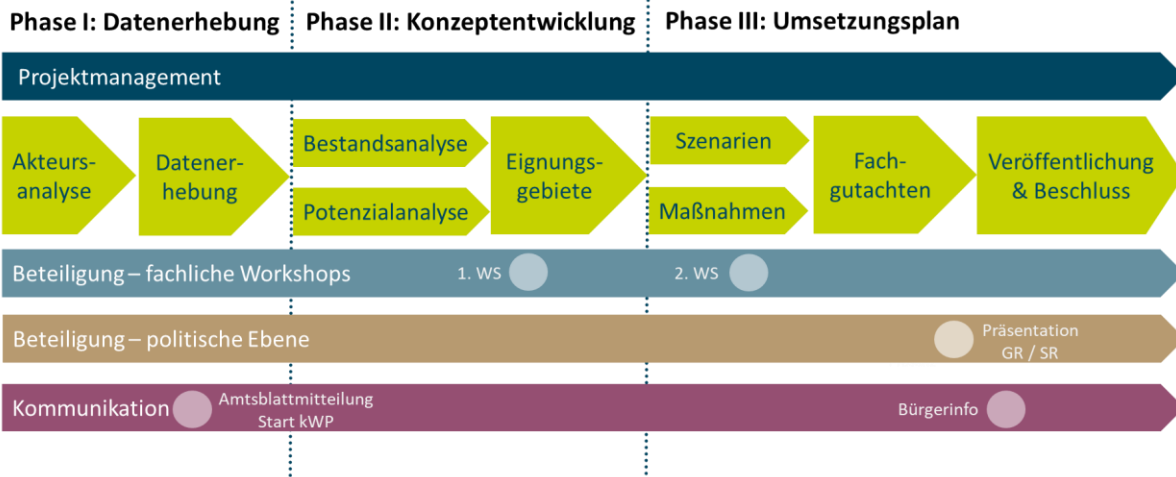 Phase I: Datenerhebung
Phase II: Konzeptentwicklung
Phase III: Umsetzungsplan
Projektmanagement
Akteurs-
analyse
Datener-
hebung
Bestandsanalyse
Potenzialanalyse
Eignungs-
gebiete
Szenarien
Maßnahmen
Fach-
gutachten
Veröffentlichung
& Beschluss
Beteiligung – fachliche Workshops
1. WS
2. WS
Beteiligung – politische Ebene
Präsentation
GR / SR
Kommunikation
Amtsblattmitteilung
Start kWP
Bürgerinfo